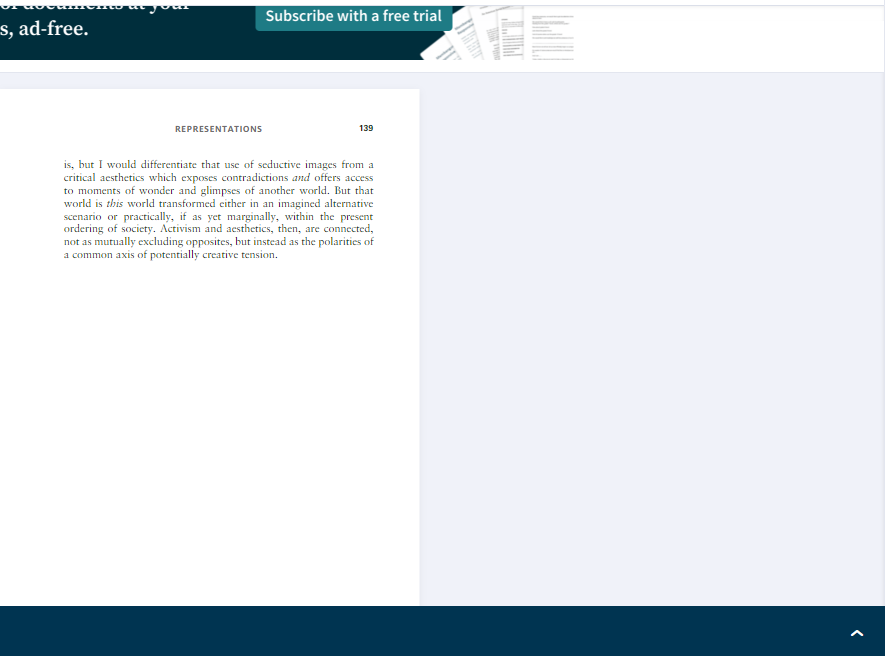 of documents at your
s, ad-free.
Subscribe with a free trial
REPRESENTATIONS 139
is, but I would differentiate that use of seductive images from a
critical aesthetics which exposes contradictions and offers access
to moments of wonder and glimpses of another world. But that
world is this world transformed either in an imagined alternative
scenario or practically, if as yet marginally, within the present
ordering of society. Activism and aesthetics, then, are connected,
not as mutually excluding opposites, but instead as the polarities of
a common axis of potentially creative tension.